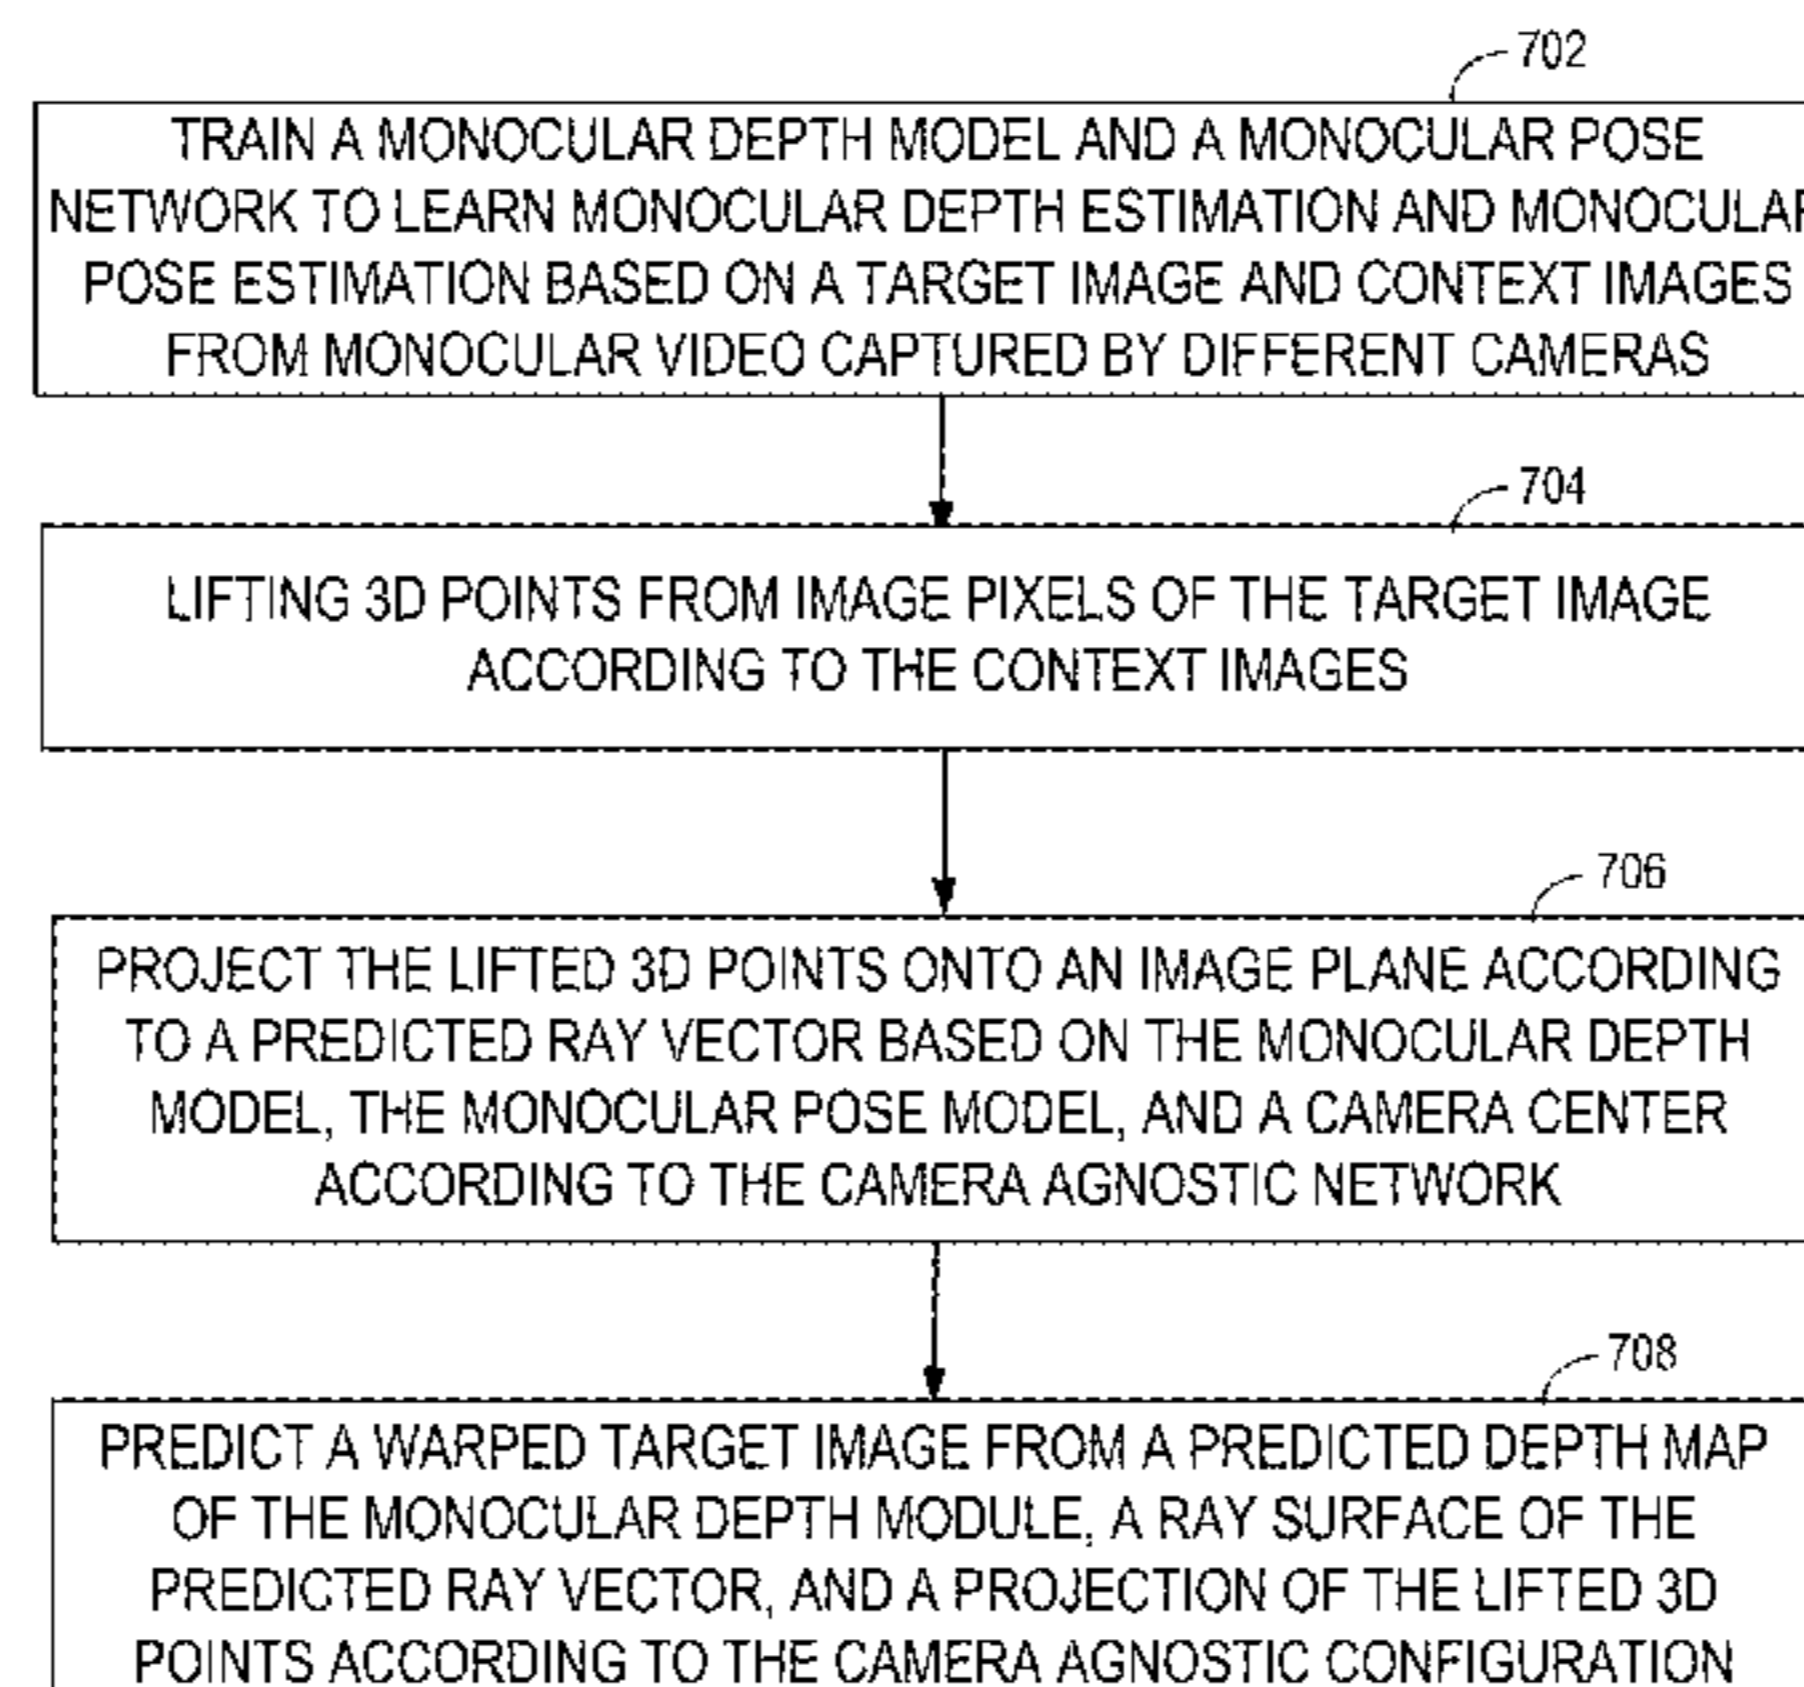 702
TRAIN A MONOCULAR DEPTH MODEL AND A MONOCULAR POSE
NETWORK TO LEARN MONOCULAR DEPTH ESTIMATION AND MONOCULAR
POSE ESTIMATION BASED ON A TARGET IMAGE AND CONTEXT IMAGES
FROM MONOCULAR VIDEO CAPTURED BY DIFFERENT CAMERAS
704
LIFTING 3D POINTS FROM IMAGE PIXELS OF THE TARGET IMAGE
ACCORDING TO THE CONTEXT IMAGES
706
PROJECT THE LIFTED 3D POINTS ONTO AN IMAGE PLANE ACCORDING
TO A PREDICTED RAY VECTOR BASED ON THE MONOCULAR DEPTH
MODEL, THE MONOCULAR POSE MODEL, AND A CAMERA CENTER
ACCORDING TO THE CAMERA AGNOSTIC NETWORK
708
PREDICT A WARPED TARGET IMAGE FROM A PREDICTED DEPTH MAP
OF THE MONOCULAR DEPTH MODULE, A RAY SURFACE OF THE
PREDICTED RAY VECTOR, AND A PROJECTION OF THE LIFTED 3D
POINTS ACCORDING TO THE CAMERA AGNOSTIC CONFIGURATION